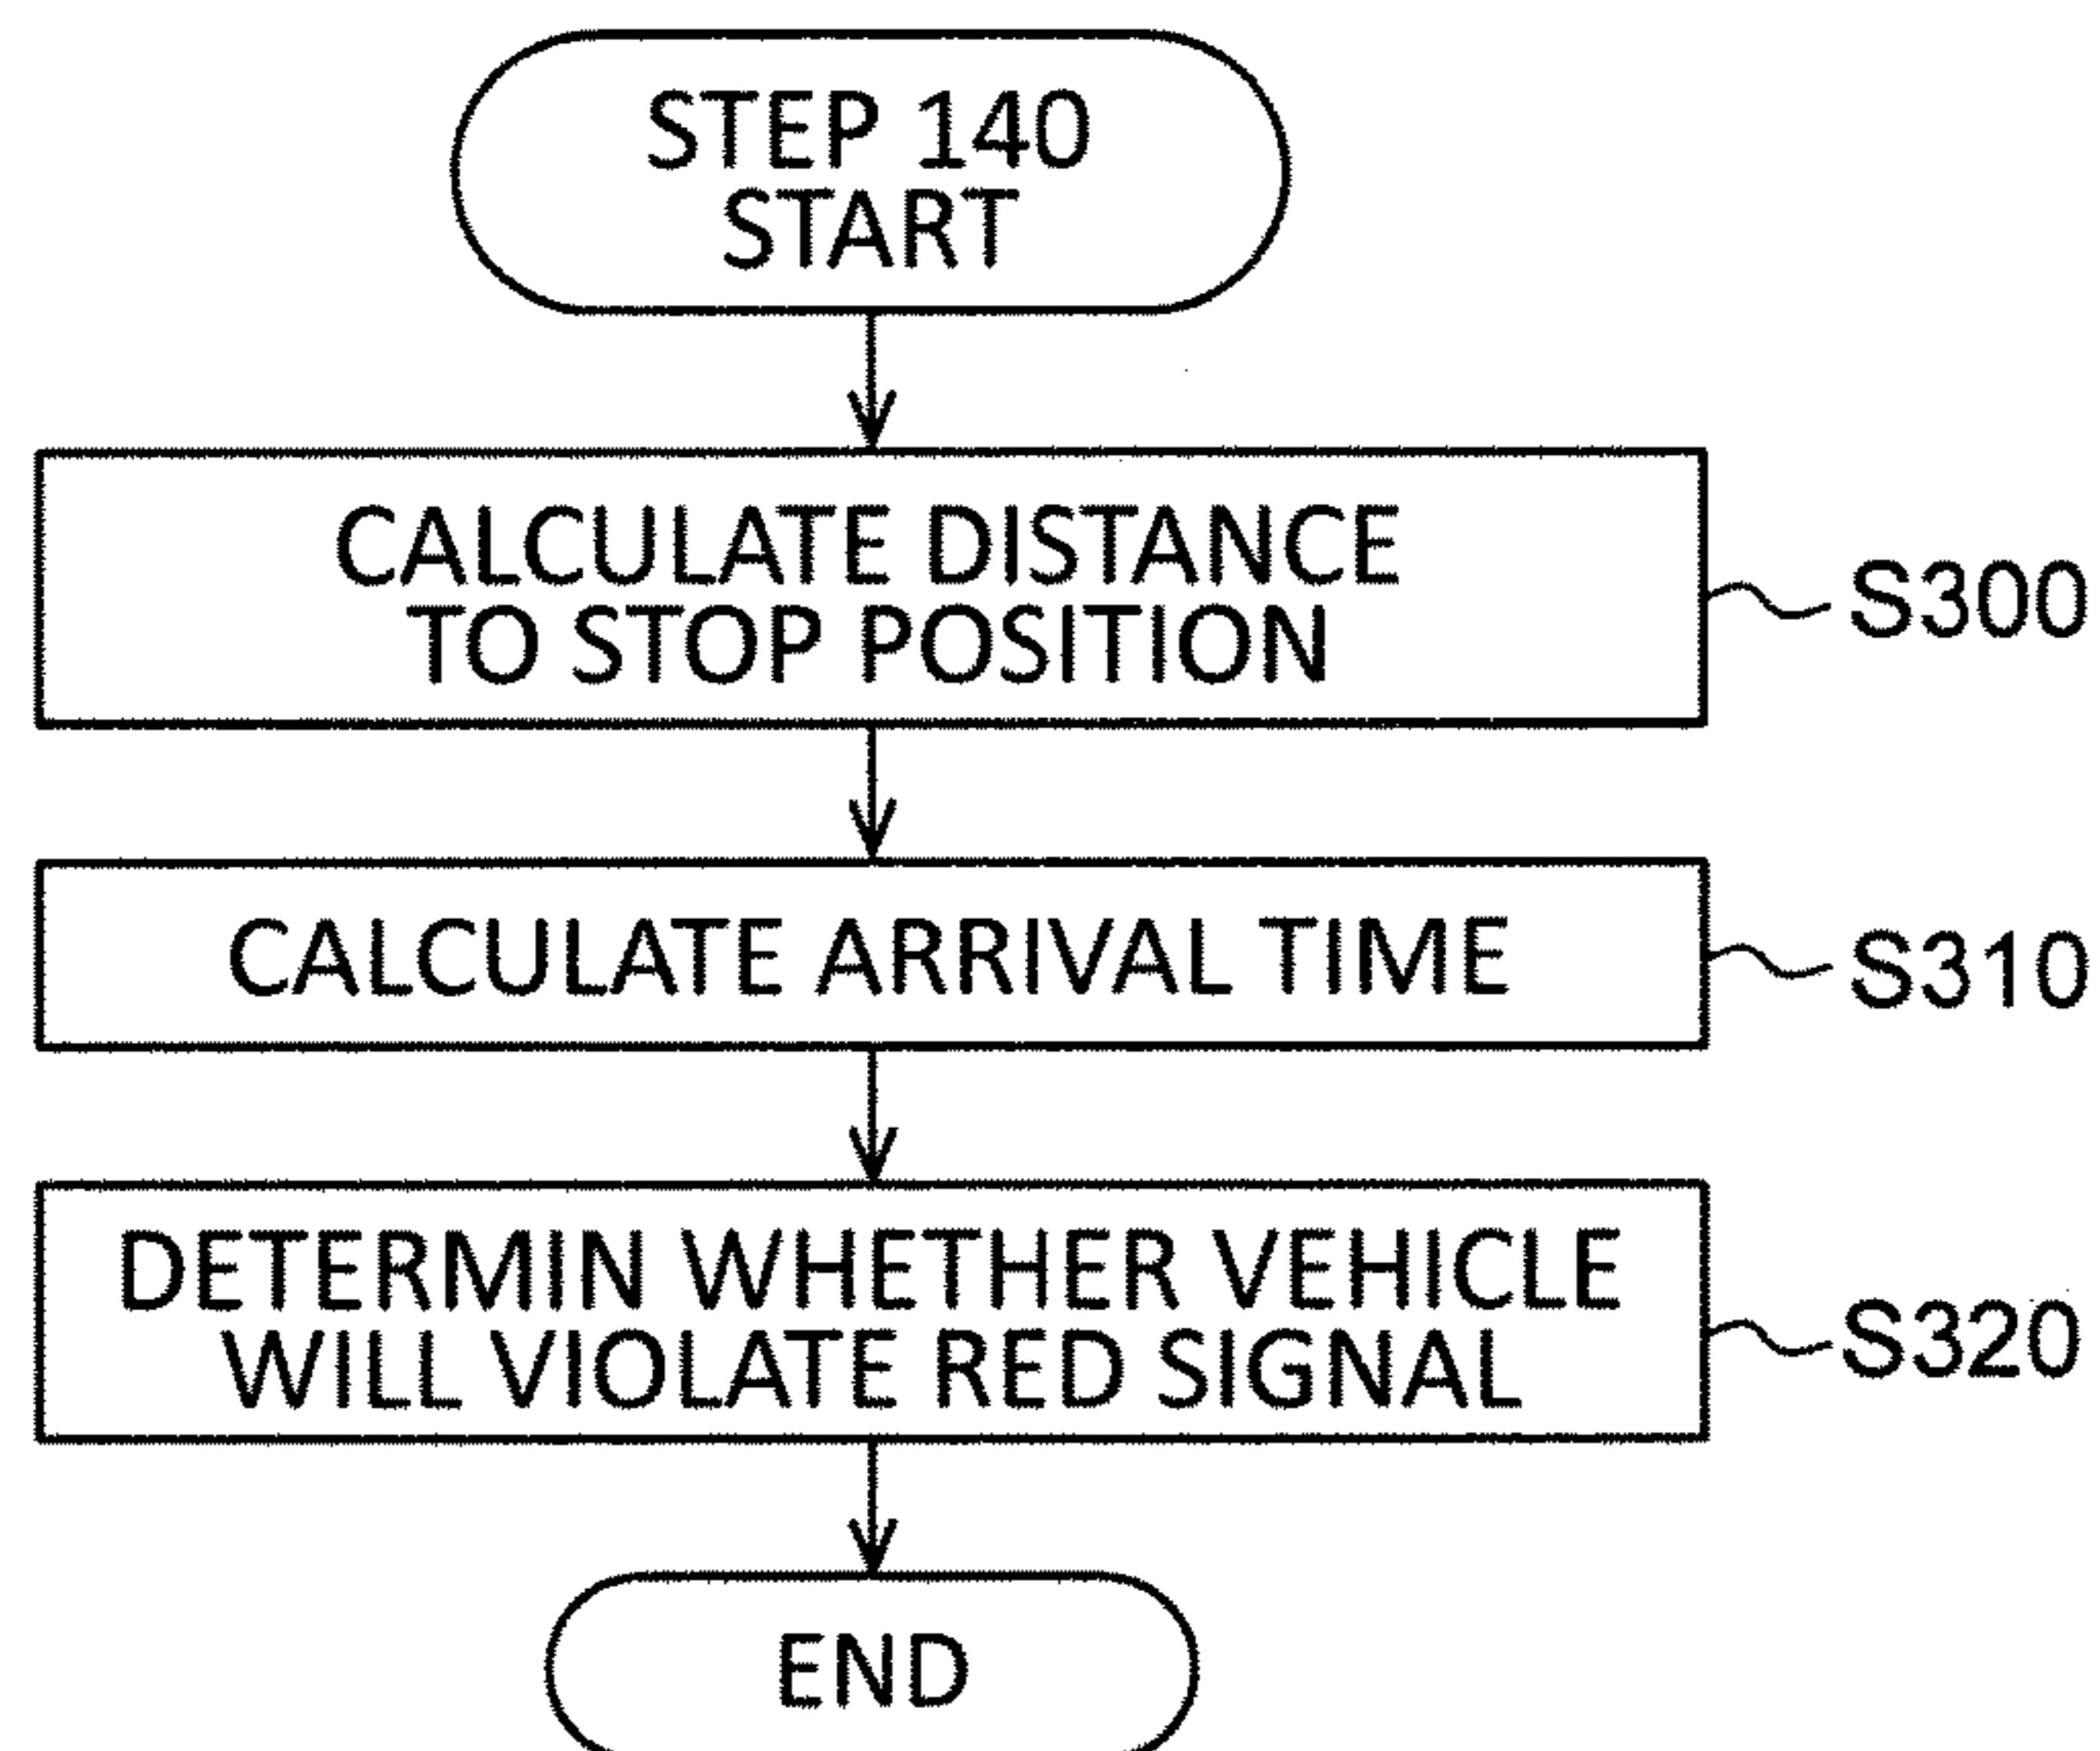 STEP 140
START
CALCULATE DISTANCE
TO STOP POSITION
S300
CALCULATE ARRIVAL TIME
S310
DETERMIN WHETHER VEHICLE
WILL VIOLATE RED SIGNAL
S320
END